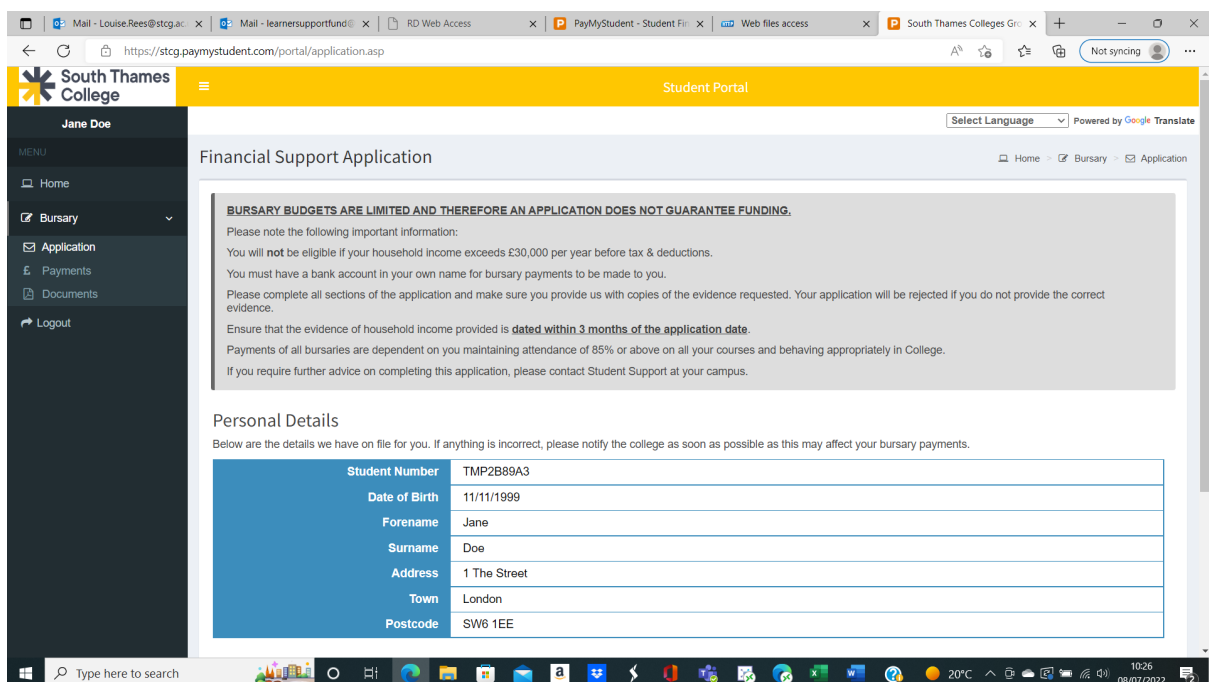 Mail - Louise.Rees@stcg.ac.
Mail - learnersupportfund@
RD Web Access
PayMyStudent - Student Fin
Web files access
South Thames Colleges Gro
https://stcg.paymystudent.com/portal/application.asp
Not syncing
South Thames
College
Student Portal
Jane Doe
Select Language
Powered by Google Translate
MENU
Home
Bursary
Application
£ Payments
Documents
Logout
Financial Support Application
Home > Bursary > Application
BURSARY BUDGETS ARE LIMITED AND THEREFORE AN APPLICATION DOES NOT GUARANTEE FUNDING.
Please note the following important information:
You will not be eligible if your household income exceeds £30,000 per year before tax & deductions.
You must have a bank account in your own name for bursary payments to be made to you.
Please complete all sections of the application and make sure you provide us with copies of the evidence requested. Your application will be rejected if you do not provide the correct
evidence.
Ensure that the evidence of household income provided is dated within 3 months of the application date.
Payments of all bursaries are dependent on you maintaining attendance of 85% or above on all your courses and behaving appropriately in College.
If you require further advice on completing this application, please contact Student Support at your campus.
Personal Details
Below are the details we have on file for you. If anything is incorrect, please notify the college as soon as possible as this may affect your bursary payments.
Student Number TMP2B89A3
Date of Birth 11/11/1999
Forename Jane
Surname Doe
Address 1 The Street
Town London
Postcode SW6 1EE
Type here to search
20°C
10:26
08/07/2022